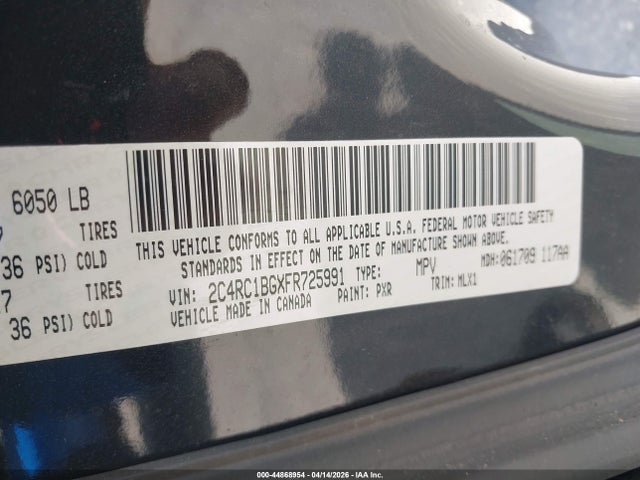 6050 LB
TIRES
36 PSI) COLD
7 TIRES
36 PSI) COLD
THIS VEHICLE CONFORMS TO ALL APPLICABLE U.S.A. FEDERAL MOTOR VEHICLE SAFETY
STANDARDS IN EFFECT ON THE DATE OF MANUFACTURE SHOWN ABOVE.
VIN: 2C4RC1BGXFR725991 TYPE: MPV MDH: 061709 117AA
VEHICLE MADE IN CANADA PAINT: PXR TRIM: MLX1
000-44868954 - 04/14/2026 - IAA Inc.